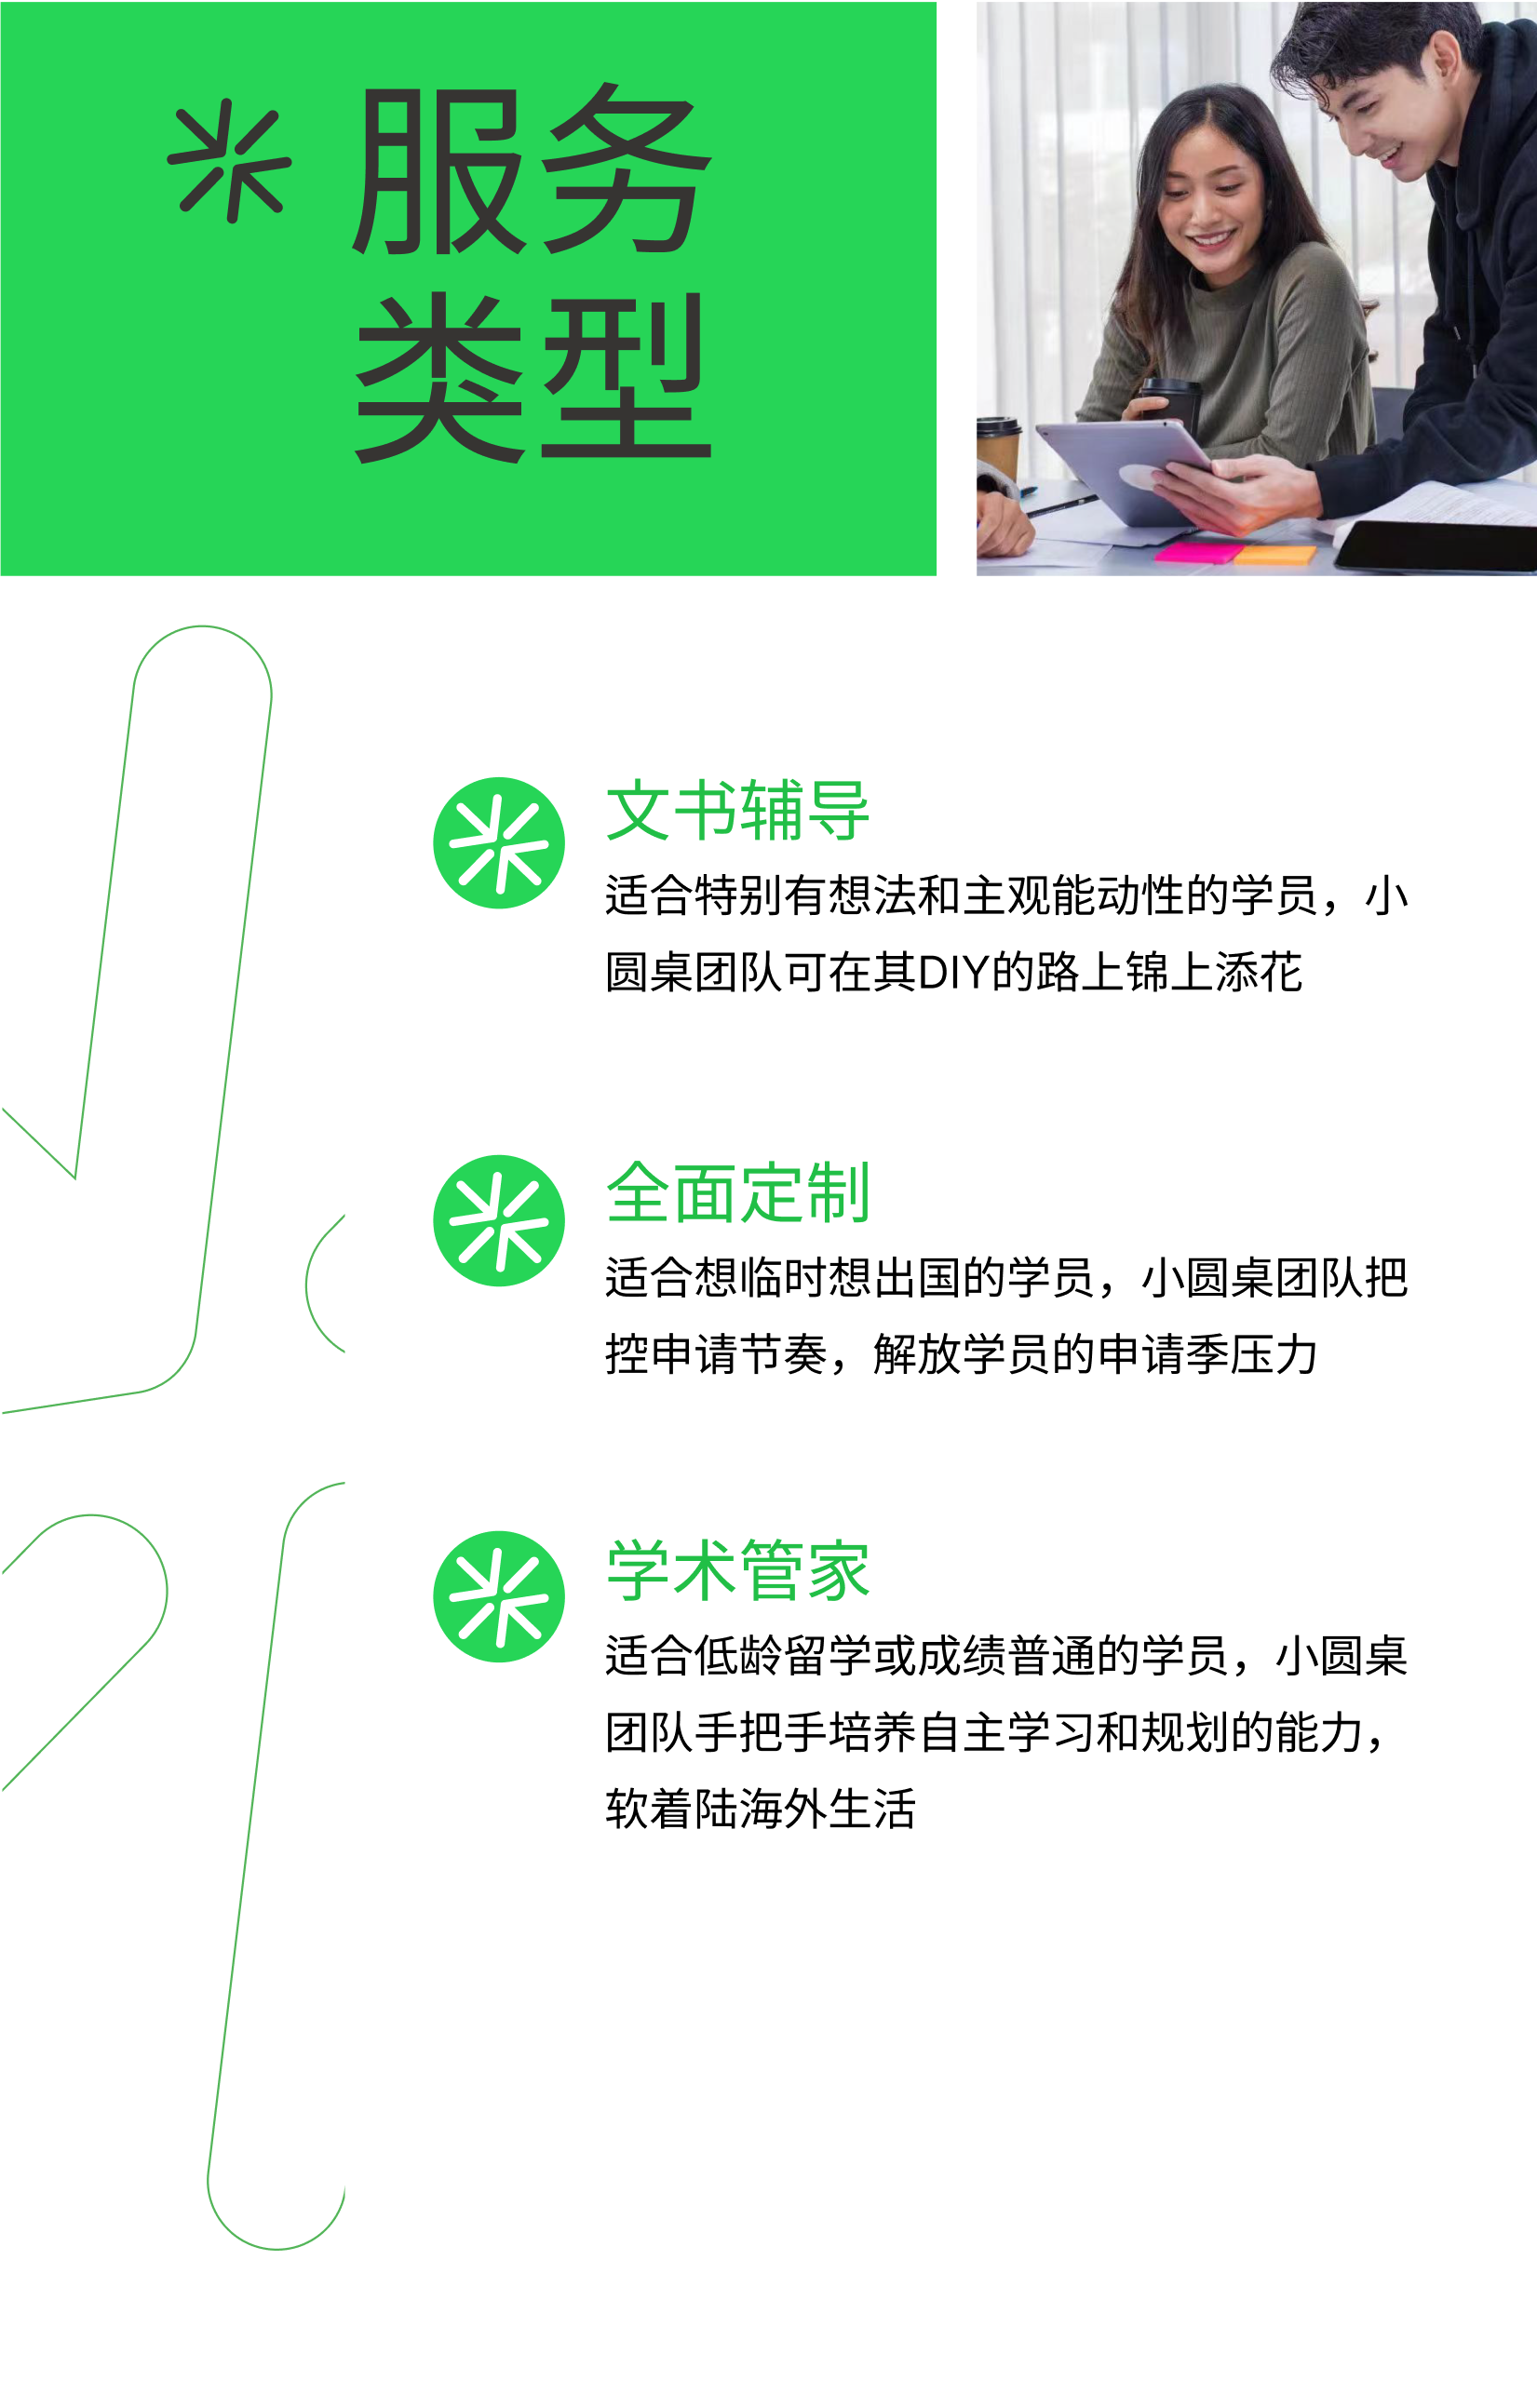 服务
类型
文书辅导
适合特别有想法和主观能动性的学员，小
圆桌团队可在其DIY的路上锦上添花
全面定制
适合想临时想出国的学员，小圆桌团队把
控申请节奏，解放学员的申请季压力
学术管家
适合低龄留学或成绩普通的学员，小圆桌
团队手把手培养自主学习和规划的能力，
软着陆海外生活